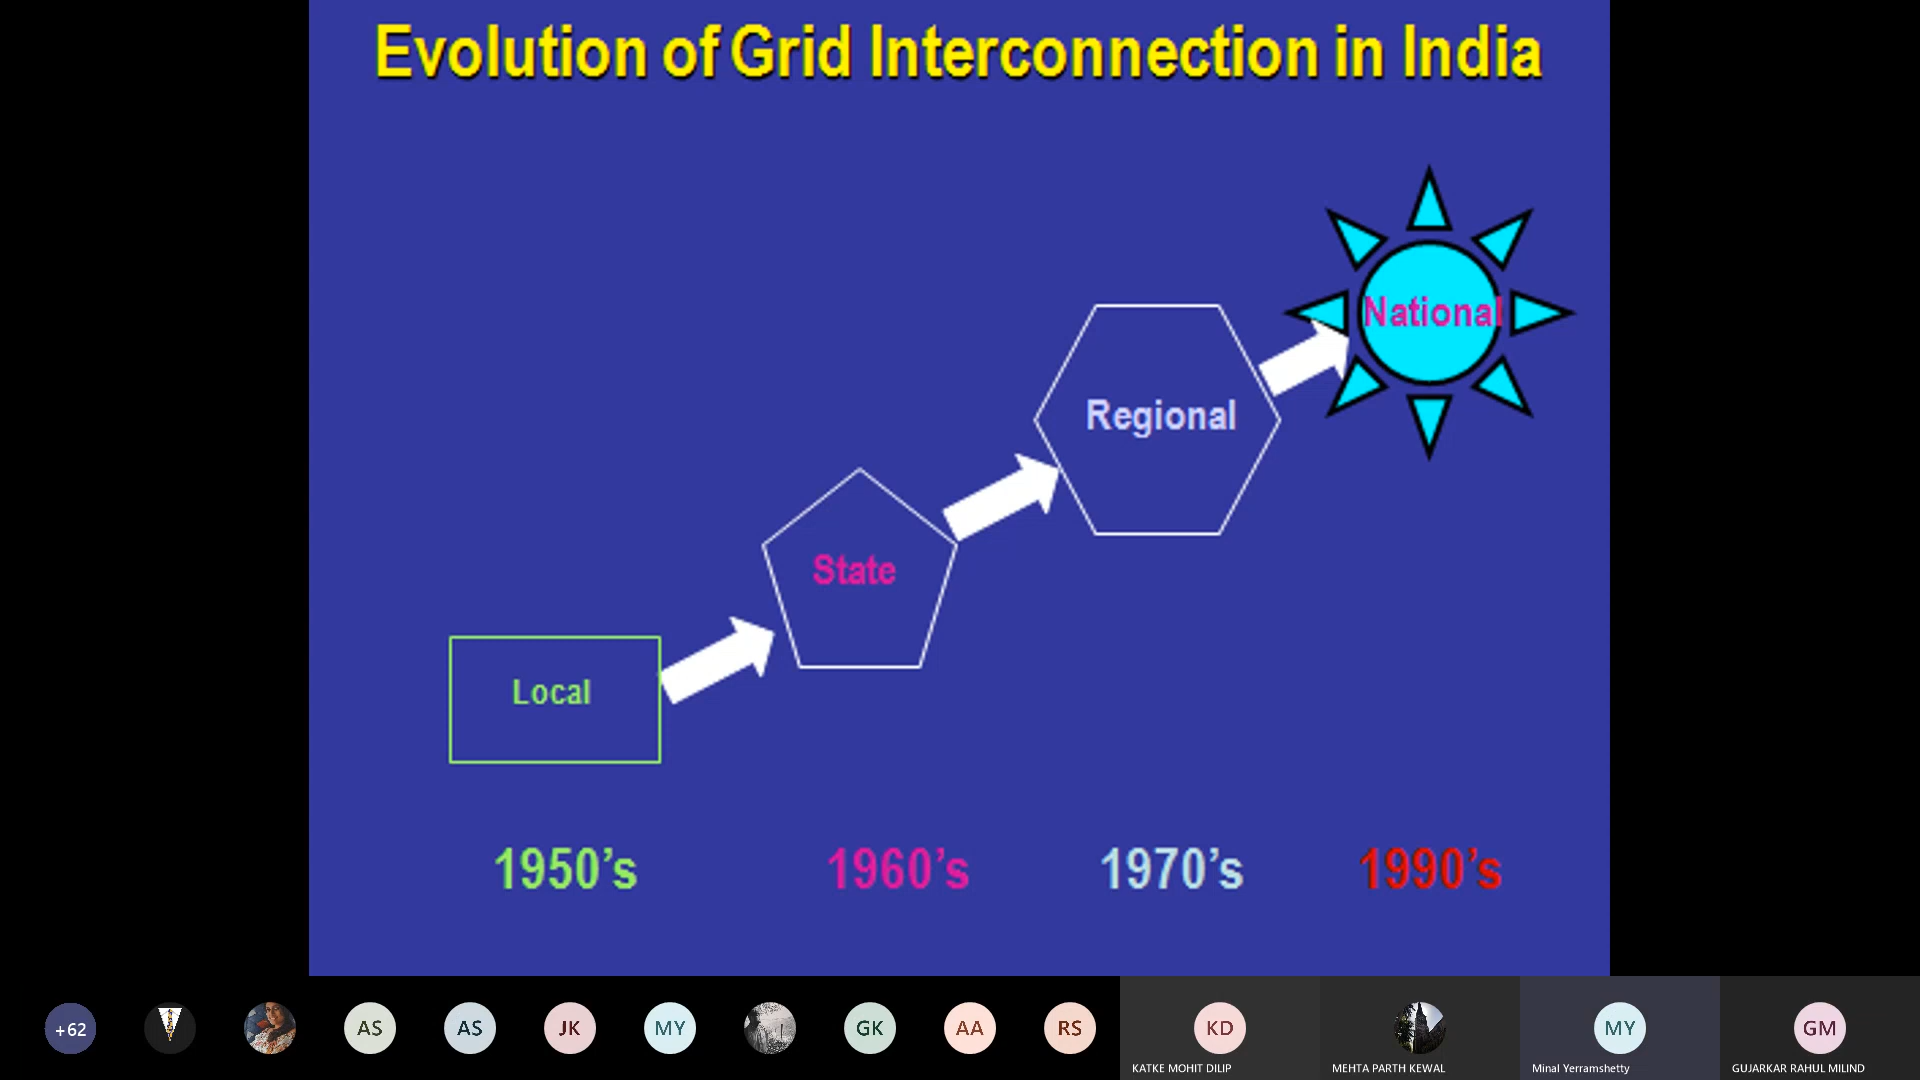 Evolution of Grid Interconnection in India
National
Regional
State
Local
1950’s 1960’s 1970’s 1990’s
+62 AS AS JK MY GK AA RS KD MY GM
KATKE MOHIT DILIP MEHTA PARTH KEWAL Minal Yerramshetty GUJARKAR RAHUL MILIND